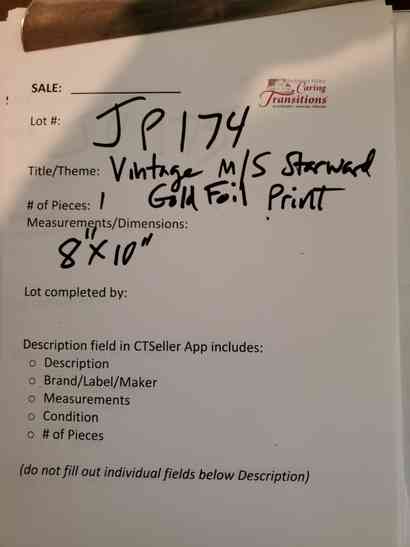 SALE:
Caring
Transitions
Lot #: JP174
Title/Theme: Vintage M/S Starward
Gold Foil Print
# of Pieces: 1
Measurements/Dimensions:
8"X10"
Lot completed by:
Description field in CTSeller App includes:
Description
Brand/Label/Maker
Measurements
Condition
# of Pieces
(do not fill out individual fields below Description)